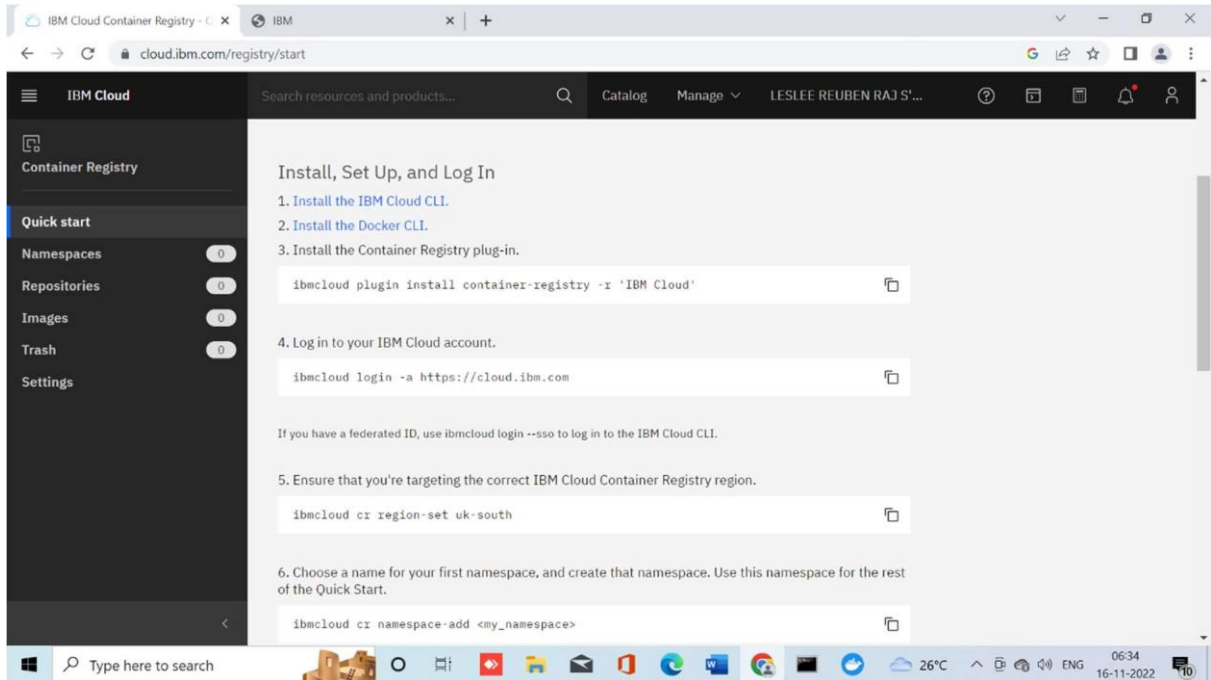 IBM Cloud Container Registry - C
IBM
cloud.ibm.com/registry/start
IBM Cloud
Search resources and products...
Catalog
Manage
LESLEE REUBEN RAJ S'...
Container Registry
Quick start
Namespaces 0
Repositories 0
Images 0
Trash 0
Settings
Install, Set Up, and Log In
1. Install the IBM Cloud CLI.
2. Install the Docker CLI.
3. Install the Container Registry plug-in.
ibmcloud plugin install container-registry -r 'IBM Cloud'
4. Log in to your IBM Cloud account.
ibmcloud login -a https://cloud.ibm.com
If you have a federated ID, use ibmcloud login --sso to log in to the IBM Cloud CLI.
5. Ensure that you're targeting the correct IBM Cloud Container Registry region.
ibmcloud cr region-set uk-south
6. Choose a name for your first namespace, and create that namespace. Use this namespace for the rest
of the Quick Start.
ibmcloud cr namespace-add <my_namespace>
Type here to search
26°C
ENG
06:34
16-11-2022
10